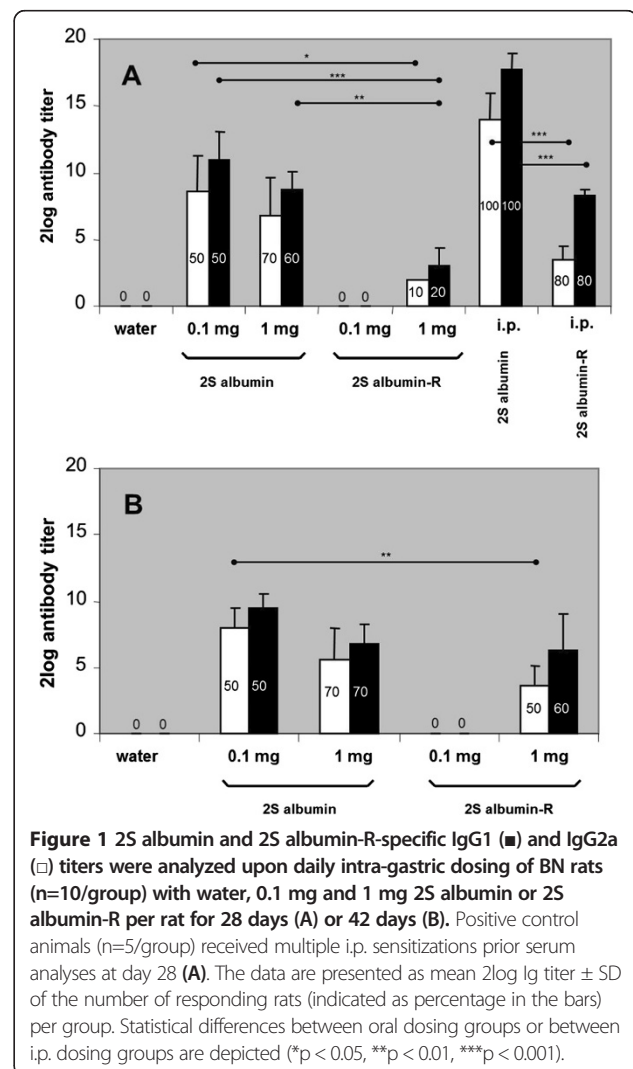 20
A
*
***
**
***
***
15
10
5
0
2log antibody titer
0 0
50 50
70 60
0 0
10 20
100 100
80 80
water
0.1 mg
1 mg
0.1 mg
1 mg
i.p.
i.p.
2S albumin
2S albumin-R
2S albumin
2S albumin-R
20
B
**
15
10
5
0
2log antibody titer
0 0
50 50
70 70
0 0
50 60
water
0.1 mg
1 mg
0.1 mg
1 mg
2S albumin
2S albumin-R
Figure 1 2S albumin and 2S albumin-R-specific IgG1 (■) and IgG2a
(□) titers were analyzed upon daily intra-gastric dosing of BN rats
(n=10/group) with water, 0.1 mg and 1 mg 2S albumin or 2S
albumin-R per rat for 28 days (A) or 42 days (B). Positive control
animals (n=5/group) received multiple i.p. sensitizations prior serum
analyses at day 28 (A). The data are presented as mean 2log Ig titer ± SD
of the number of responding rats (indicated as percentage in the bars)
per group. Statistical differences between oral dosing groups or between
i.p. dosing groups are depicted (*p < 0.05, **p < 0.01, ***p < 0.001).